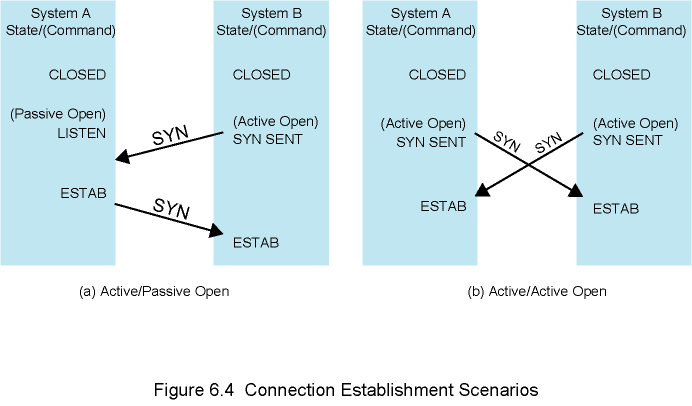 System A
State/(Command)
System B
State/(Command)
CLOSED
CLOSED
(Passive Open)
LISTEN
SYN
(Active Open)
SYN SENT
ESTAB
SYN
ESTAB
(a) Active/Passive Open
System A
State/(Command)
System B
State/(Command)
CLOSED
CLOSED
(Active Open)
SYN SENT
SYN
SYN
(Active Open)
SYN SENT
ESTAB
ESTAB
(b) Active/Active Open
Figure 6.4 Connection Establishment Scenarios